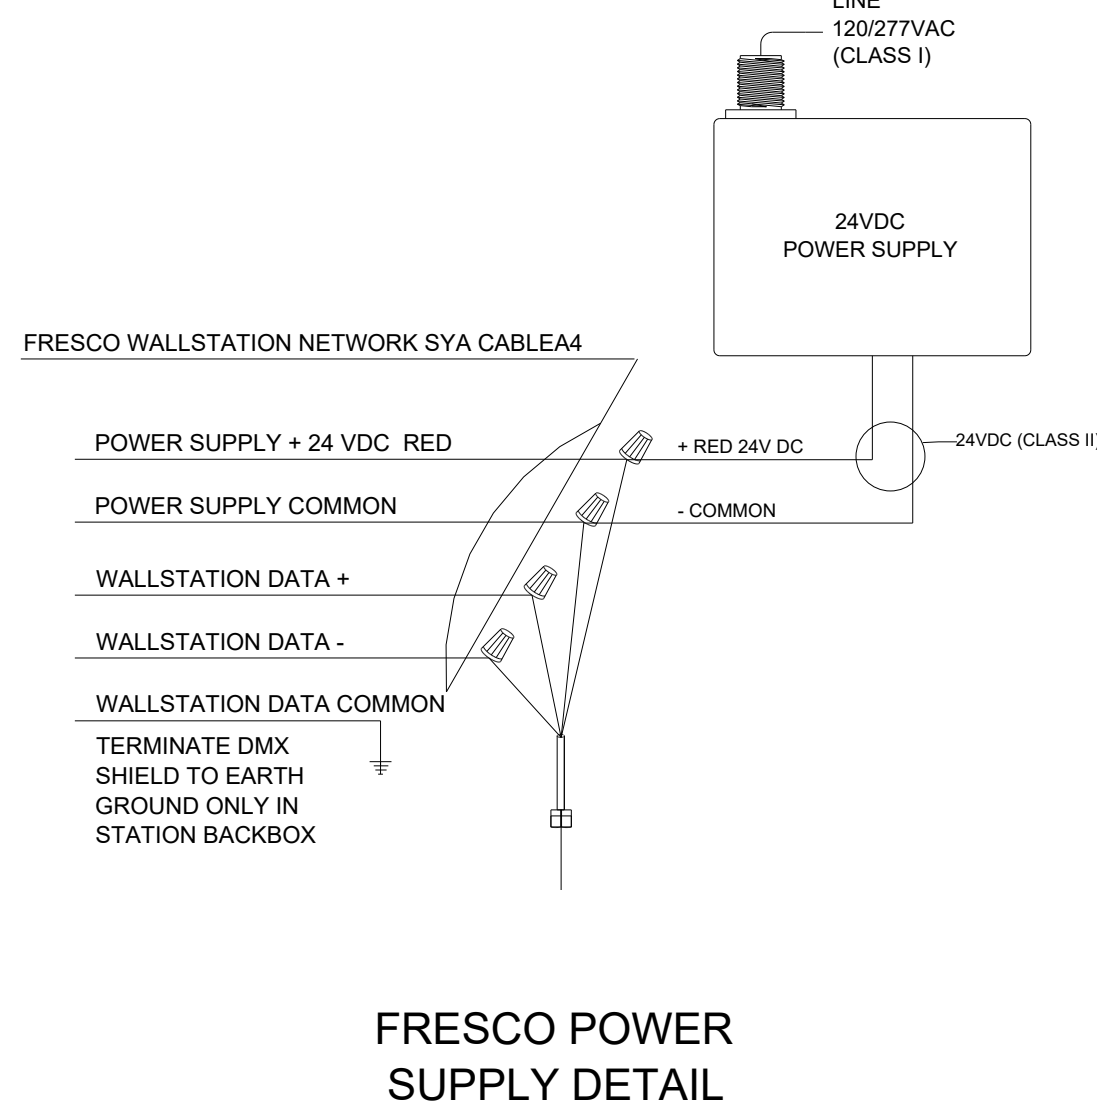 LINE
120/277VAC
(CLASS I)
24VDC
POWER SUPPLY
FRESCO WALLSTATION NETWORK SYA CABLEA4
POWER SUPPLY + 24 VDC RED
+ RED 24V DC
24VDC (CLASS II)
POWER SUPPLY COMMON
- COMMON
WALLSTATION DATA +
WALLSTATION DATA -
WALLSTATION DATA COMMON
TERMINATE DMX
SHIELD TO EARTH
GROUND ONLY IN
STATION BACKBOX
FRESCO POWER
SUPPLY DETAIL